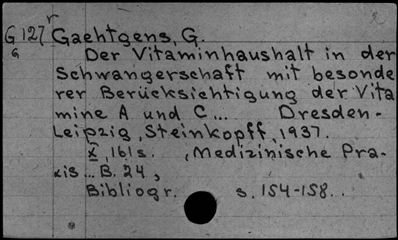 G127 r Gaehtgens, G.
G Der Vitaminhaushalt in der
Schwangerschaft mit besonde
rer Berücksichtigung der Vita
mine A und C... Dresden-
Leipzig, Steinkopff, 1937.
X, 161 s. , Medizinische Pra-
xis... B. 24,
Bibliogr. s. 154-158..